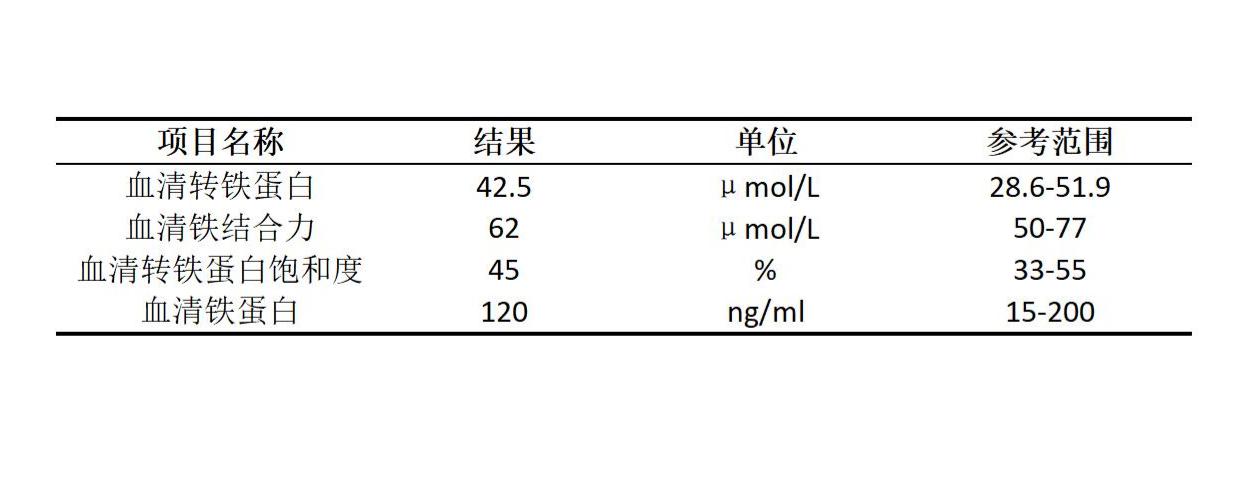 项目名称 结果 单位 参考范围
血清转铁蛋白 42.5 μmol/L 28.6-51.9
血清铁结合力 62 μmol/L 50-77
血清转铁蛋白饱和度 45 % 33-55
血清铁蛋白 120 ng/ml 15-200